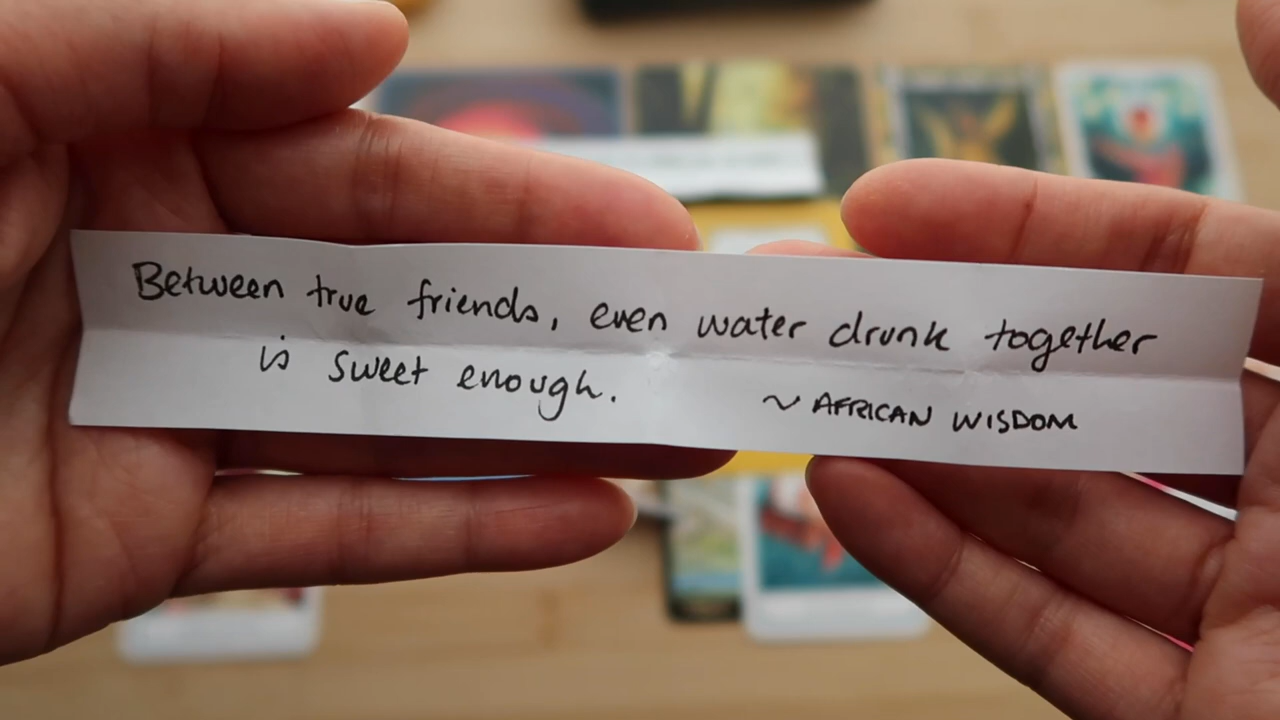 Between true friends, even water drunk together
is sweet enough.
~ AFRICAN WISDOM